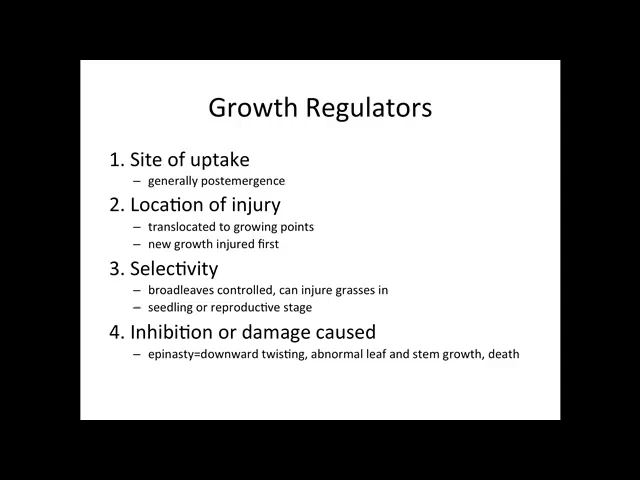 Growth Regulators
1. Site of uptake
– generally postemergence
2. Location of injury
– translocated to growing points
– new growth injured first
3. Selectivity
– broadleaves controlled, can injure grasses in
– seedling or reproductive stage
4. Inhibition or damage caused
– epinasty=downward twisting, abnormal leaf and stem growth, death